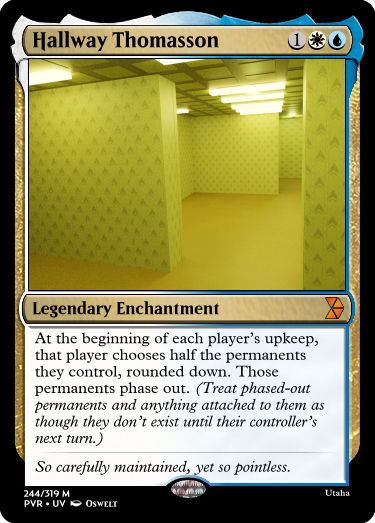 Hallway Thomasson 1
Legendary Enchantment
At the beginning of each player's upkeep,
that player chooses half the permanents
they control, rounded down. Those
permanents phase out. (Treat phased-out
permanents and anything attached to them as
though they don't exist until their controller's
next turn.)
So carefully maintained, yet so pointless.
244/319 M
PVR • UV Oswelt
Utaha